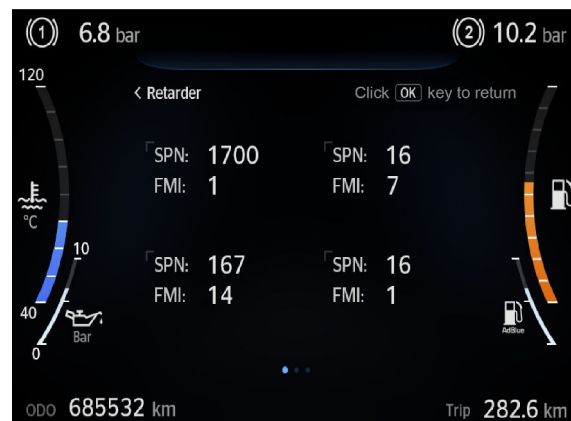 (1) 6.8 bar
(2) 10.2 bar
120
< Retarder
Click OK key to return
SPN: 1700
FMI: 1
SPN: 16
FMI: 7
°C
10
SPN: 167
FMI: 14
SPN: 16
FMI: 1
40
Bar
0
AdBlue
ODO 685532 km
Trip 282.6 km